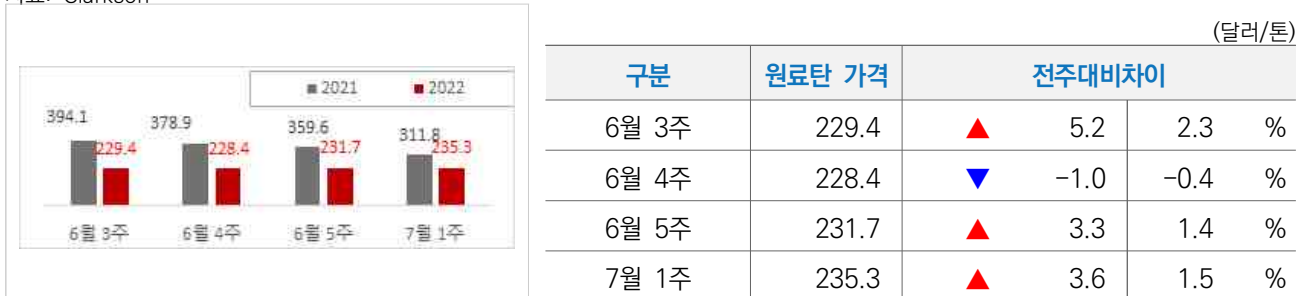 Clarkson
(달러/톤)
■ 2021 ■ 2022
394.1 378.9 359.6 311.8
229.4 228.4 231.7 235.3
6월 3주 6월 4주 6월 5주 7월 1주
구분 원료탄 가격 전주대비차이
6월 3주 229.4 ▲ 5.2 2.3 %
6월 4주 228.4 ▼ -1.0 -0.4 %
6월 5주 231.7 ▲ 3.3 1.4 %
7월 1주 235.3 ▲ 3.6 1.5 %